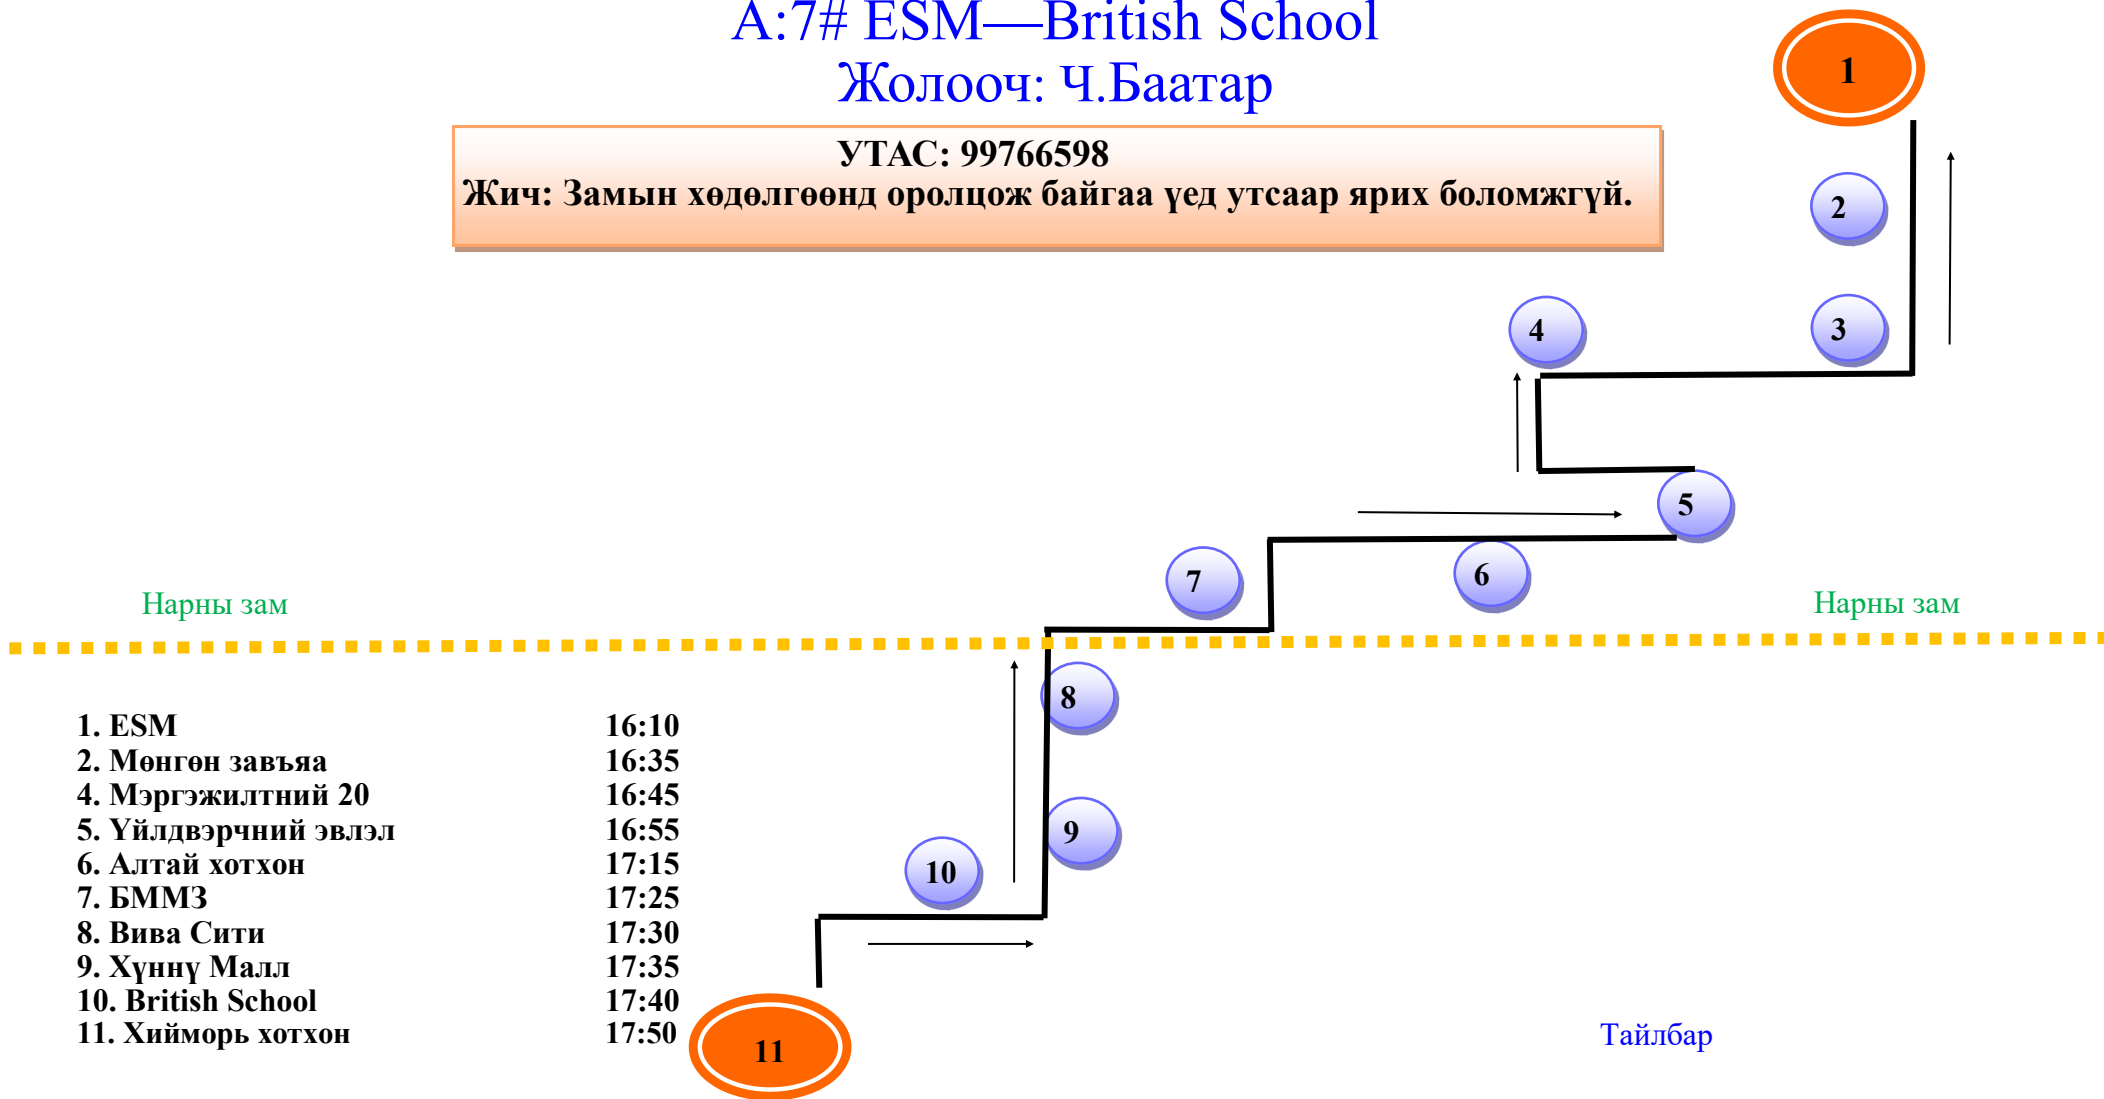 А:7# ESM—British School
Жолооч: Ч.Баатар
УТАС: 99766598
Жич: Замын хөдөлгөөнд оролцож байгаа үед утсаар ярих боломжгүй.
1
2
3
4
5
6
7
Нарны зам
Нарны зам
8
9
10
1. ESM 16:10
2. Мөнгөн завъяа 16:35
4. Мэргэжилтний 20 16:45
5. Үйлдвэрчний эвлэл 16:55
6. Алтай хотхон 17:15
7. БММЗ 17:25
8. Вива Сити 17:30
9. Хүннү Малл 17:35
10. British School 17:40
11. Хийморь хотхон 17:50
11
Тайлбар